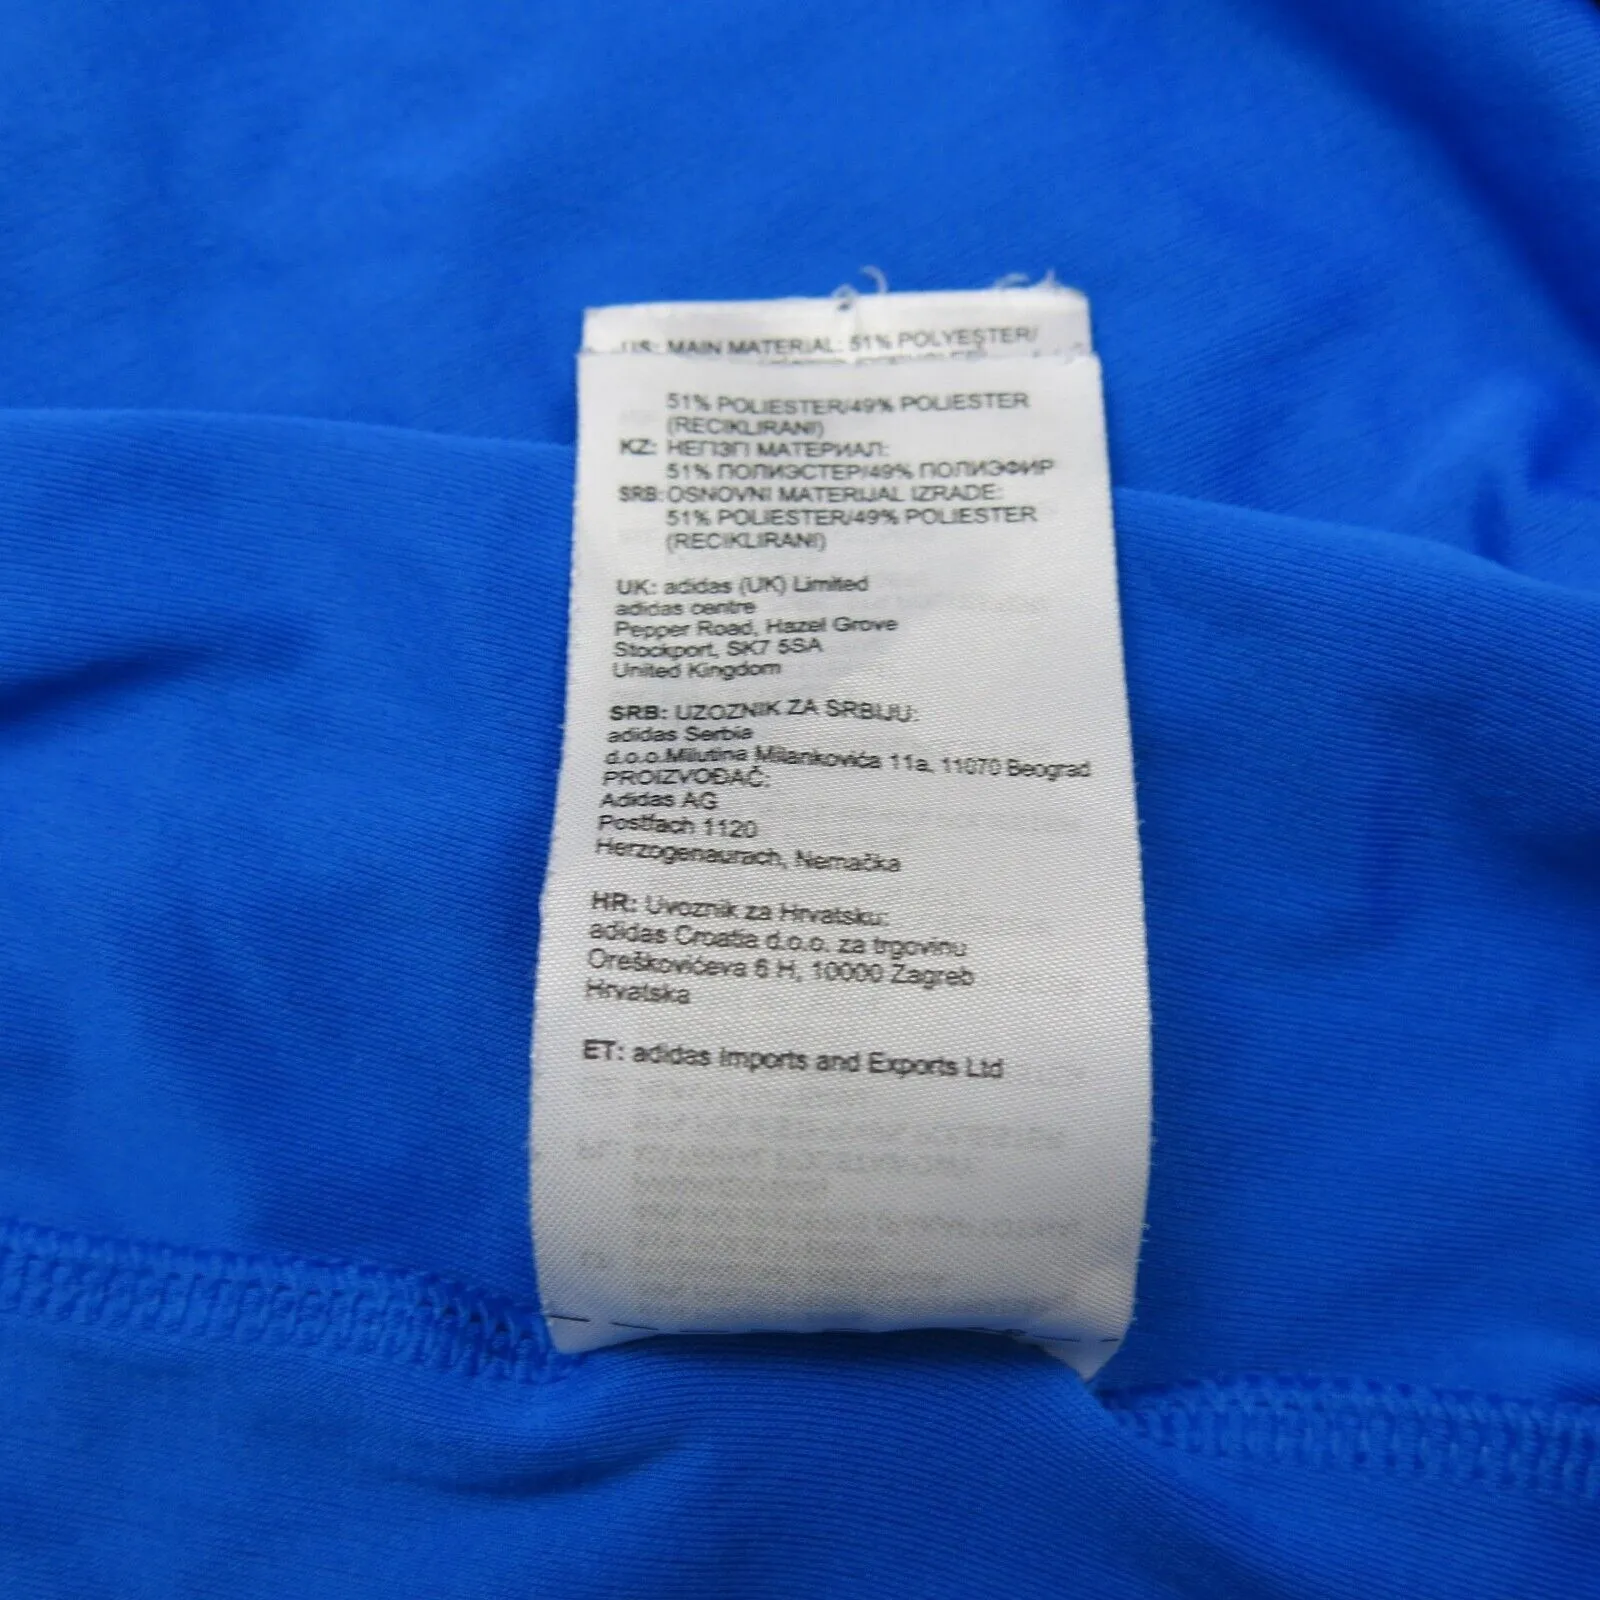 US: MAIN MATERIAL: 51% POLYESTER/
51% POLIESTER/49% POLIESTER
(RECIKLIRANI)
KZ: НЕГІЗГІ МАТЕРИАЛ:
51% ПОЛИЭСТЕР/49% ПОЛИЭФИР
SRB: OSNOVNI MATERIJAL IZRADE:
51% POLIESTER/49% POLIESTER
(RECIKLIRANI)
UK: adidas (UK) Limited
adidas centre
Pepper Road, Hazel Grove
Stockport, SK7 5SA
United Kingdom
SRB: UZOZNIK ZA SRBIJU:
adidas Serbia
d.o.o.Milutina Milankovića 11a, 11070 Beograd
PROIZVOĐAČ:
Adidas AG
Postfach 1120
Herzogenaurach, Nemačka
HR: Uvoznik za Hrvatsku:
adidas Croatia d.o.o. za trgovinu
Oreškovićeva 6 H, 10000 Zagreb
Hrvatska
ET: adidas Imports and Exports Ltd